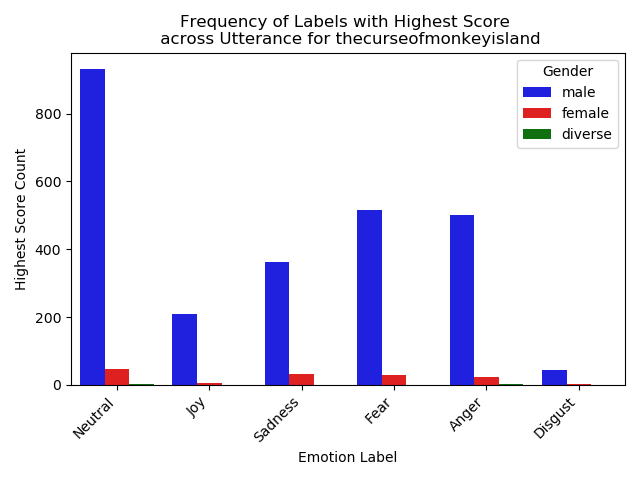 Frequency of Labels with Highest Score
across Utterance for thecurseofmonkeyisland
Gender
male
female
diverse
Highest Score Count
800
600
400
200
0
Neutral
Joy
Sadness
Fear
Anger
Disgust
Emotion Label